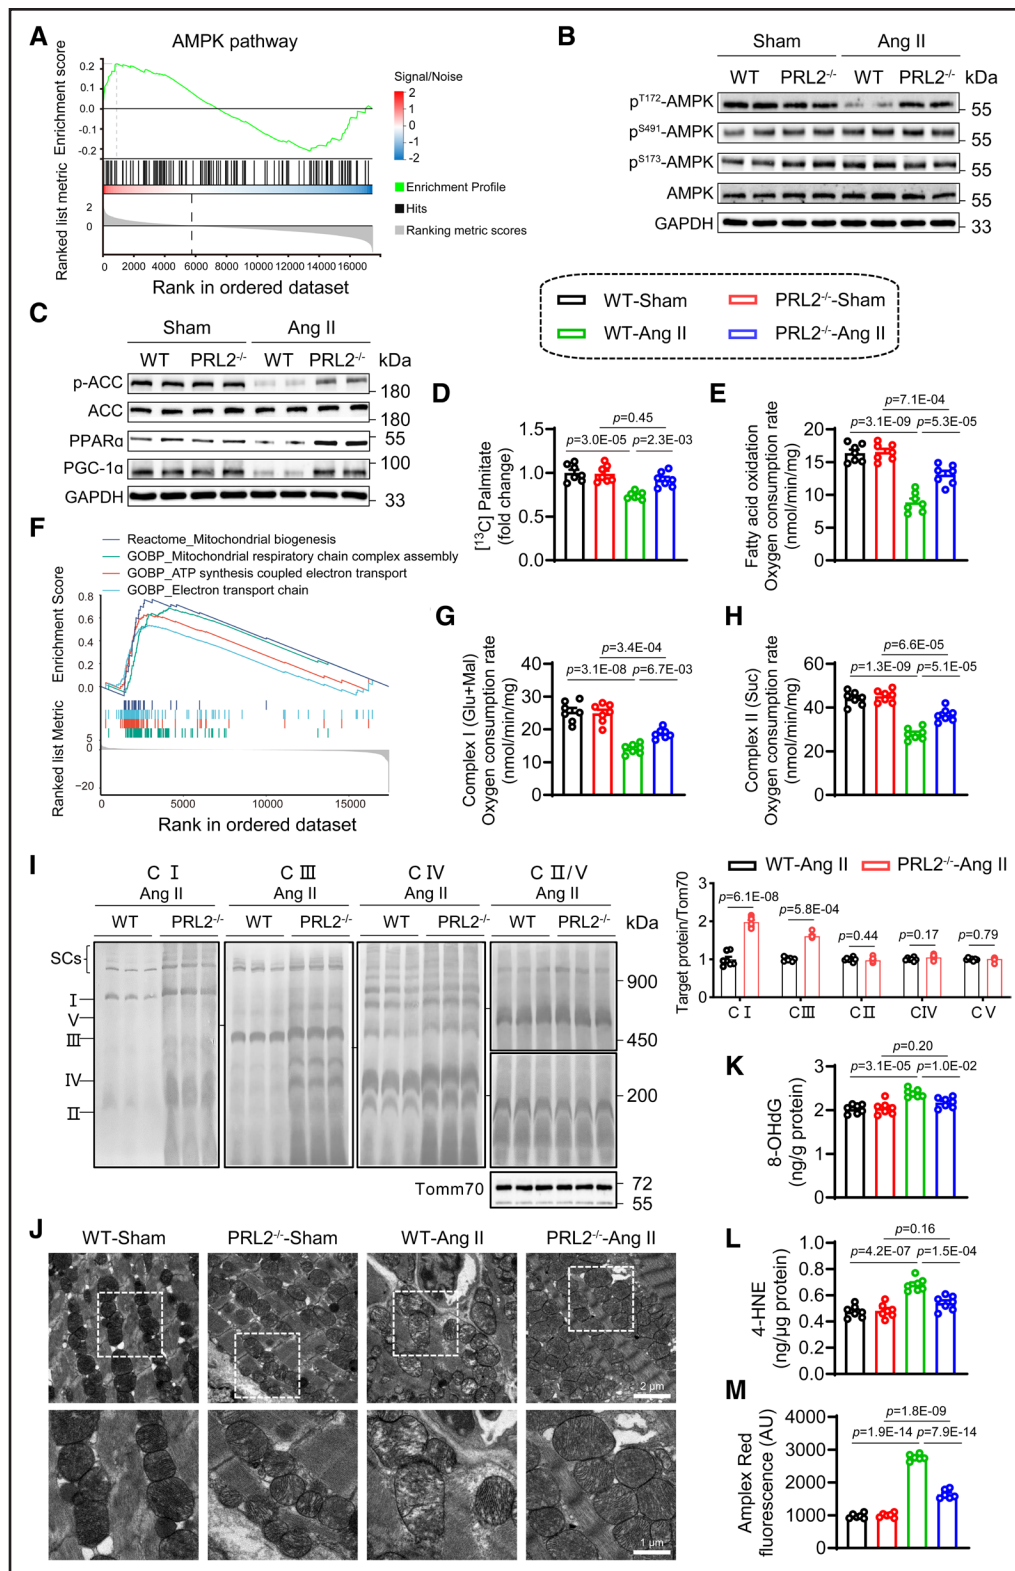 A
AMPK pathway
Enrichment score
0.2
0.1
0.0
-0.1
-0.2
Ranked list metric
2
0
0 2000 4000 6000 8000 10000 12000 14000 16000
Rank in ordered dataset
Signal/Noise
2
1
0
-1
-2
Enrichment Profile
Hits
Ranking metric scores
B
Sham Ang II
WT PRL2-/- WT PRL2-/- kDa
pT172-AMPK 55
pS491-AMPK 55
pS173-AMPK 55
AMPK 55
GAPDH 33
WT-Sham PRL2-/--Sham
WT-Ang II PRL2-/--Ang II
C
Sham Ang II
WT PRL2-/- WT PRL2-/- kDa
p-ACC 180
ACC 180
PPARα 55
PGC-1α 100
GAPDH 33
D
[13C] Palmitate
(fold change)
1.5
1.0
0.5
0.0
p=0.45
p=3.0E-05 p=2.3E-03
E
Fatty acid oxidation
Oxygen consumption rate
(nmol/min/mg)
20
15
10
5
0
p=7.1E-04
p=3.1E-09 p=5.3E-05
F
Reactome_Mitochondrial biogenesis
GOBP_Mitochondrial respiratory chain complex assembly
GOBP_ATP synthesis coupled electron transport
GOBP_Electron transport chain
Enrichment Score
0.8
0.6
0.4
0.2
0.0
Ranked list Metric
5
0
−20
0 5000 10000 15000
Rank in ordered dataset
G
Complex I (Glu+Mal)
Oxygen consumption rate
(nmol/min/mg)
40
30
20
10
0
p=3.4E-04
p=3.1E-08 p=6.7E-03
H
Complex II (Suc)
Oxygen consumption rate
(nmol/min/mg)
60
40
20
0
p=6.6E-05
p=1.3E-09 p=5.1E-05
I
C Ⅰ C Ⅲ C Ⅳ C Ⅱ/Ⅴ
Ang II Ang II Ang II Ang II
WT PRL2-/- WT PRL2-/- WT PRL2-/- WT PRL2-/- kDa
SCs
Ⅰ
Ⅴ
Ⅲ
Ⅳ
Ⅱ
900
450
200
Tomm70 72
55
WT-Ang II PRL2-/--Ang II
Target protein/Tom70
3
2
1
0
p=6.1E-08
p=5.8E-04
p=0.44
p=0.17
p=0.79
C Ⅰ CⅢ CⅡ CⅣ CⅤ
J
WT-Sham PRL2-/--Sham WT-Ang II PRL2-/--Ang II
2 μm
1 μm
K
8-OHdG
(ng/g protein)
3
2
1
0
p=0.20
p=3.1E-05 p=1.0E-02
L
4-HNE
(ng/μg protein)
1.0
0.8
0.6
0.4
0.2
0.0
p=0.16
p=4.2E-07 p=1.5E-04
M
Amplex Red
fluorescence (AU)
4000
3000
2000
1000
0
p=1.8E-09
p=1.9E-14 p=7.9E-14